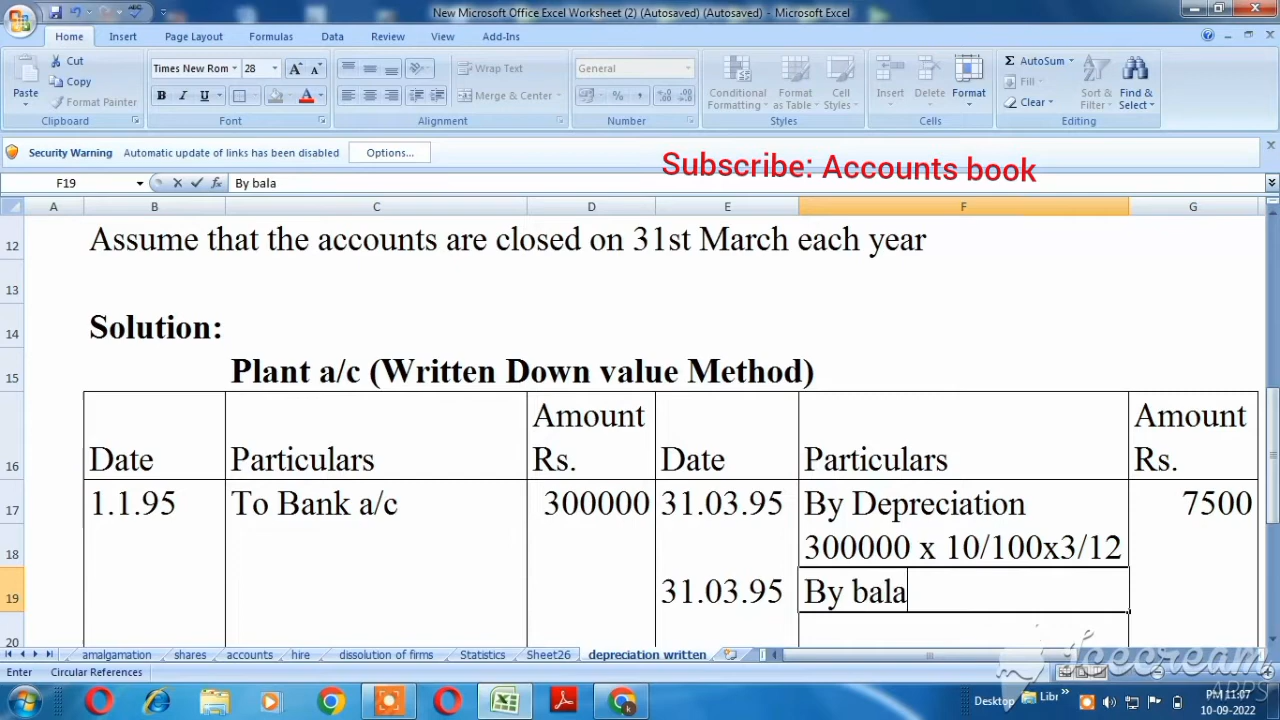 New Microsoft Office Excel Worksheet (2) (Autosaved) (Autosaved) - Microsoft Excel
Home Insert Page Layout Formulas Data Review View Add-Ins
Paste Cut Copy Format Painter Clipboard
Times New Rom 28 B I U A Font
Wrap Text Merge & Center Alignment
General % , Number
Conditional Formatting Format as Table Cell Styles Styles
Insert Delete Format Cells
Σ AutoSum Fill Clear Sort & Filter Find & Select Editing
Security Warning Automatic update of links has been disabled Options...
Subscribe: Accounts book
F19 fx By bala
A B C D E F G
12 Assume that the accounts are closed on 31st March each year
13
14 Solution:
15 Plant a/c (Written Down value Method)
Amount Amount
16 Date Particulars Rs. Date Particulars Rs.
17 1.1.95 To Bank a/c 300000 31.03.95 By Depreciation 7500
18 300000 x 10/100x3/12
19 31.03.95 By bala
20
amalgamation shares accounts hire dissolution of firms Statistics Sheet26 depreciation written
Enter Circular References
Icecream
APPS
Desktop Libr » PM 11:07
10-09-2022